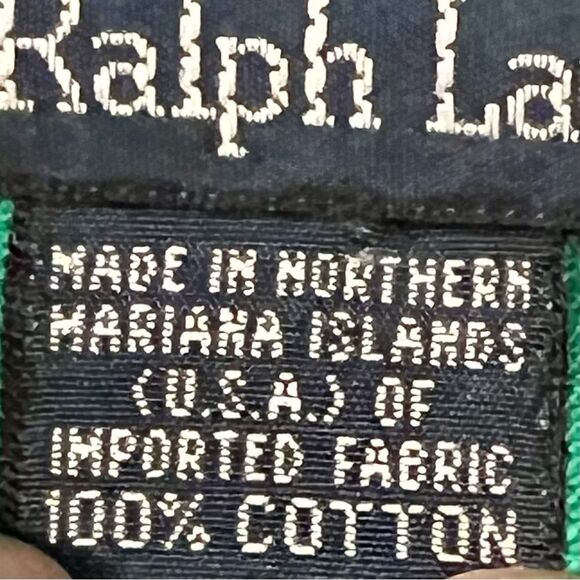 Ralph La
MADE IN NORTHERN
MARIANA ISLANDS
(U.S.A.) OF
IMPORTED FABRIC
100% COTTON